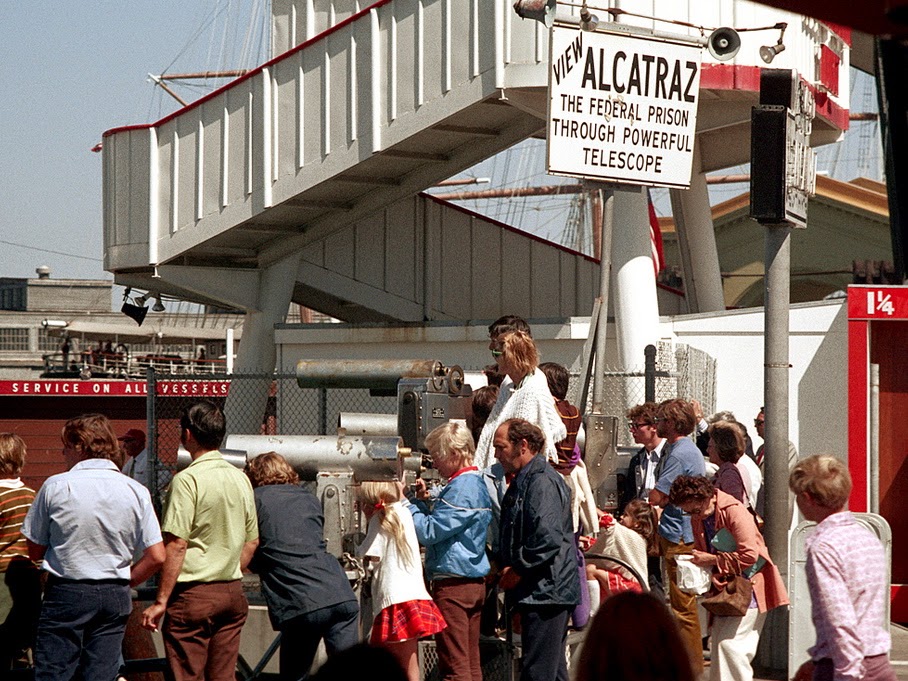 VIEW ALCATRAZ
THE FEDERAL PRISON
THROUGH POWERFUL
TELESCOPE
1¼
SERVICE ON ALL VESSELS